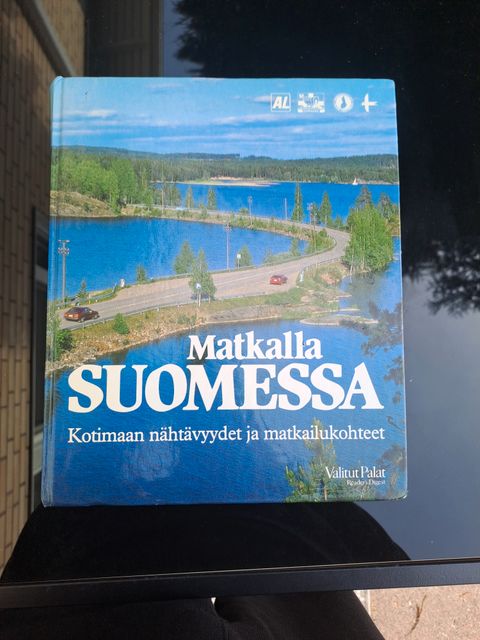 AL
Matkalla
SUOMESSA
Kotimaan nähtävyydet ja matkailukohteet
Valitut Palat
Reader's Digest